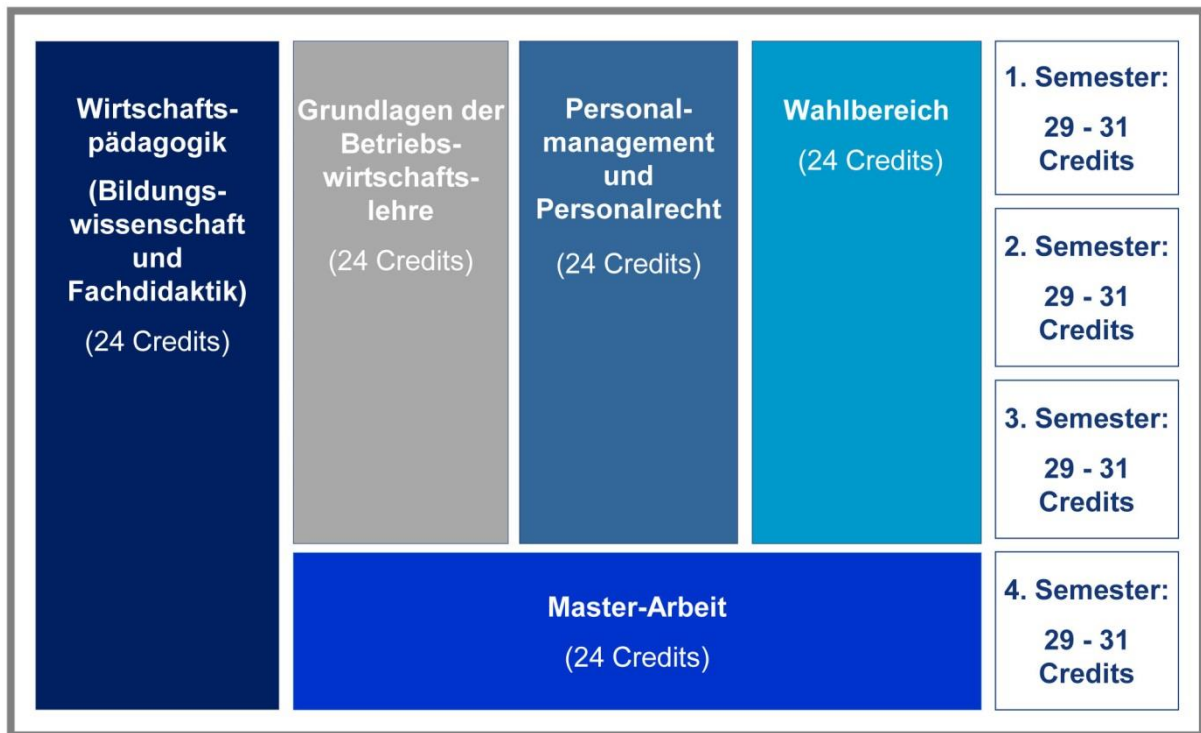 Wirtschafts-
pädagogik
(Bildungs-
wissenschaft
und
Fachdidaktik)
(24 Credits)
Grundlagen der
Betriebs-
wirtschafts-
lehre
(24 Credits)
Personal-
management
und
Personalrecht
(24 Credits)
Wahlbereich
(24 Credits)
Master-Arbeit
(24 Credits)
1. Semester:
29 - 31
Credits
2. Semester:
29 - 31
Credits
3. Semester:
29 - 31
Credits
4. Semester:
29 - 31
Credits